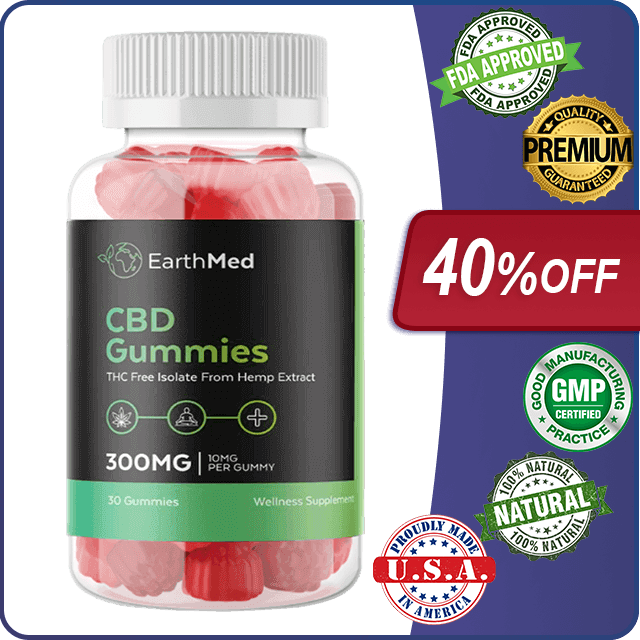 EarthMed
CBD
Gummies
THC Free Isolate From Hemp Extract
300MG
10MG
PER GUMMY
30 Gummies
Wellness Supplement
FDA APPROVED
FDA APPROVED
FDA APPROVED
QUALITY
PREMIUM
GUARANTEED
40%OFF
GOOD MANUFACTURING
GMP
CERTIFIED
PRACTICE
100% NATURAL
NATURAL
100% NATURAL
PROUDLY MADE
U.S.A.
IN AMERICA